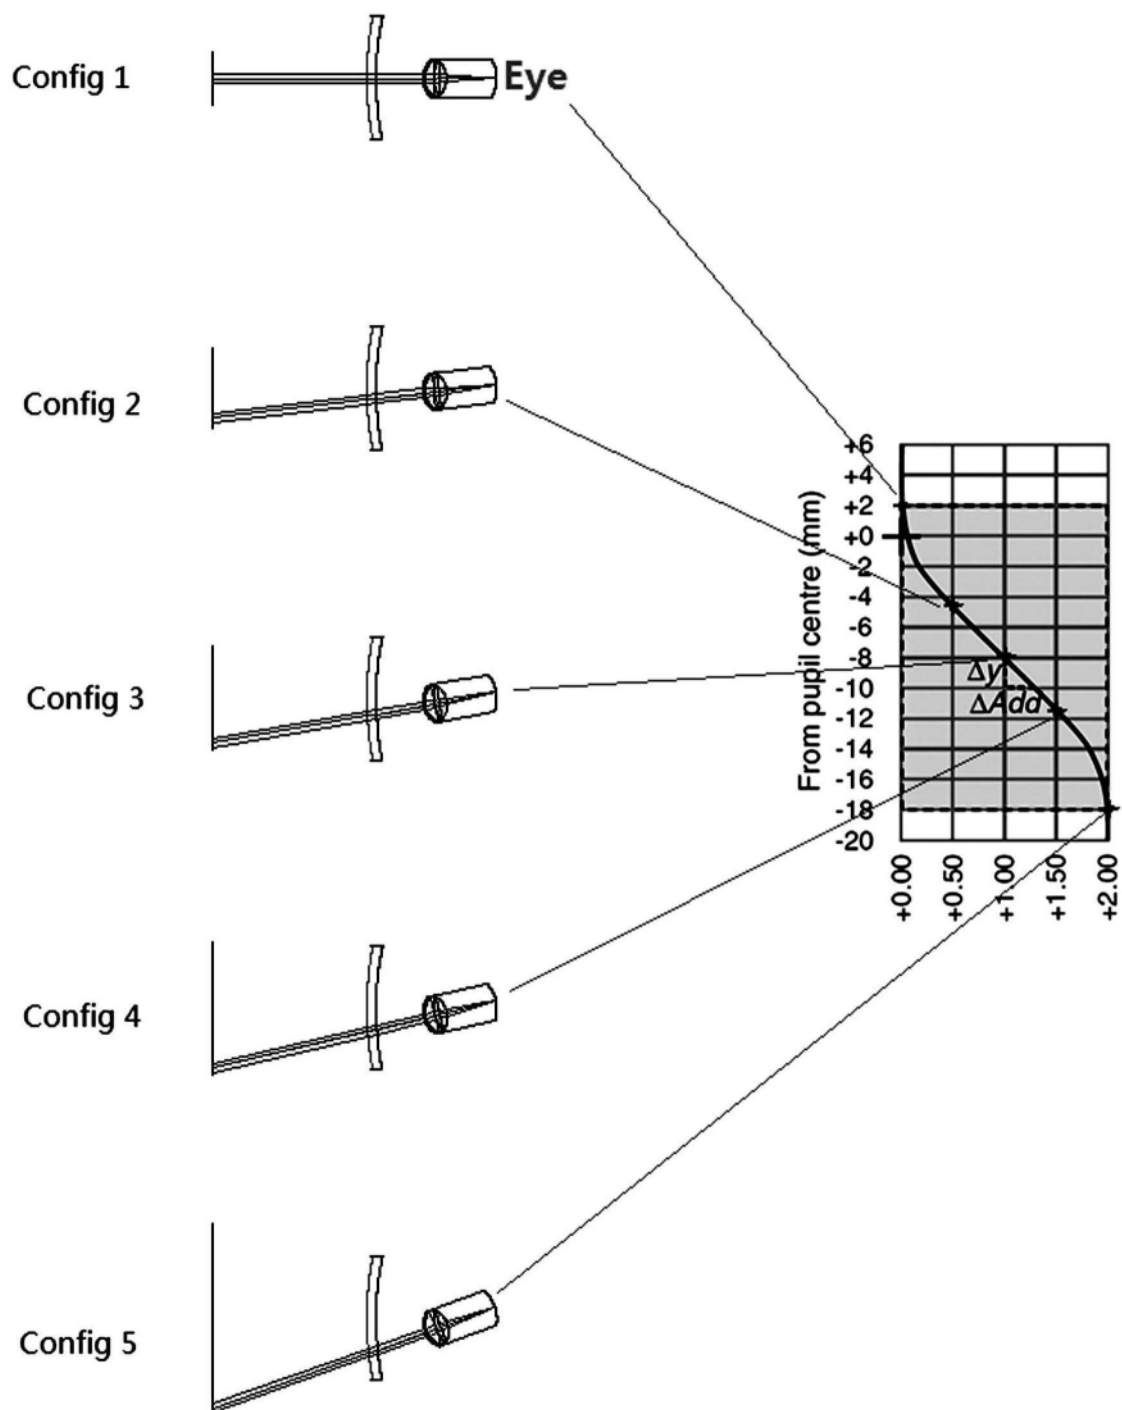 Config 1
Eye
Config 2
Config 3
Config 4
Config 5
From pupil centre (mm)
+6
+4
+2
+0
-2
-4
-6
-8
-10
-12
-14
-16
-18
-20
Δy
ΔAdd
+0.00
+0.50
+1.00
+1.50
+2.00